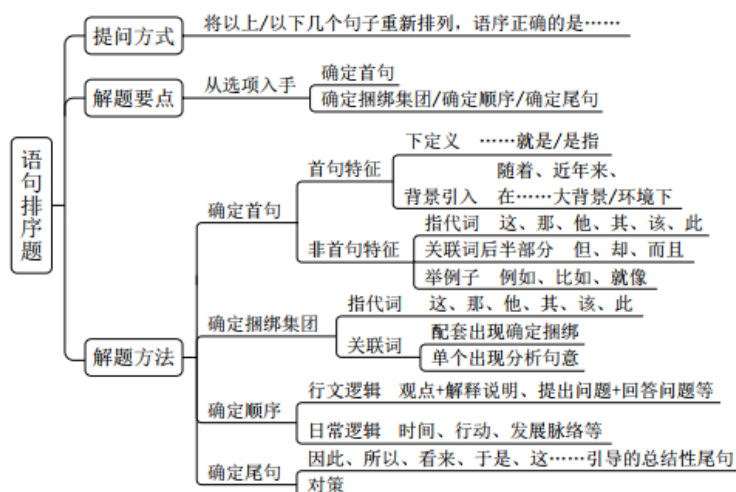 语句排序题
提问方式
将以上/以下几个句子重新排列，语序正确的是……
解题要点
从选项入手
确定首句
确定捆绑集团/确定顺序/确定尾句
解题方法
确定首句
首句特征
下定义 ……就是/是指
随着、近年来、
背景引入 在……大背景/环境下
非首句特征
指代词 这、那、他、其、该、此
关联词后半部分 但、却、而且
举例子 例如、比如、就像
确定捆绑集团
指代词 这、那、他、其、该、此
关联词
配套出现确定捆绑
单个出现分析句意
确定顺序
行文逻辑 观点+解释说明、提出问题+回答问题等
日常逻辑 时间、行动、发展脉络等
确定尾句
因此、所以、看来、于是、这……引导的总结性尾句
对策